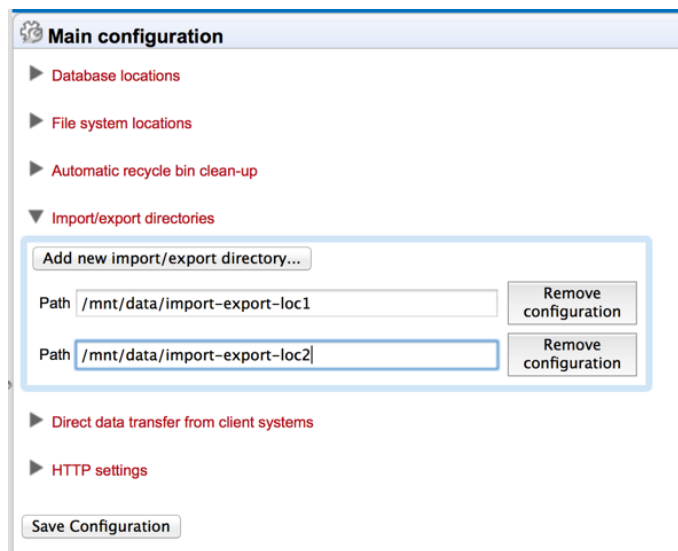 Main configuration
Database locations
File system locations
Automatic recycle bin clean-up
Import/export directories
Add new import/export directory...
Path /mnt/data/import-export-loc1 Remove configuration
Path /mnt/data/import-export-loc2 Remove configuration
Direct data transfer from client systems
HTTP settings
Save Configuration